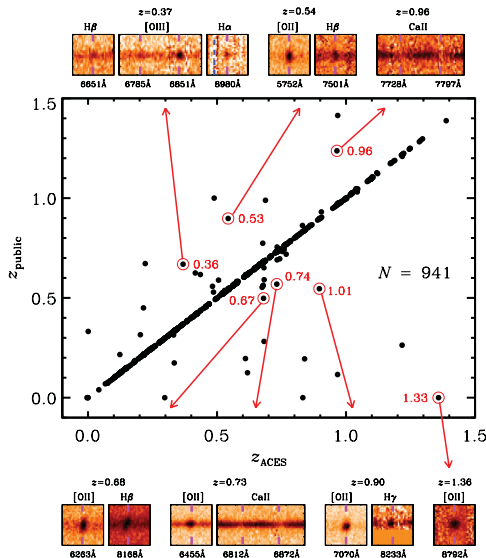 z=0.37 z=0.54 z=0.96
Hβ [OIII] Hα [OII] Hβ CaII
6651Å 6785Å 6851Å 8980Å 5752Å 7501Å 7728Å 7797Å
1.5
1.0
0.5
0.0
z_public
0.96
0.53
0.36
0.74
0.67
1.01
N = 941
1.33
0.0 0.5 1.0 1.5
z_ACES
z=0.68 z=0.73 z=0.90 z=1.36
[OII] Hβ [OII] CaII [OII] Hγ [OII]
6263Å 8168Å 6455Å 6812Å 6872Å 7070Å 8233Å 8792Å